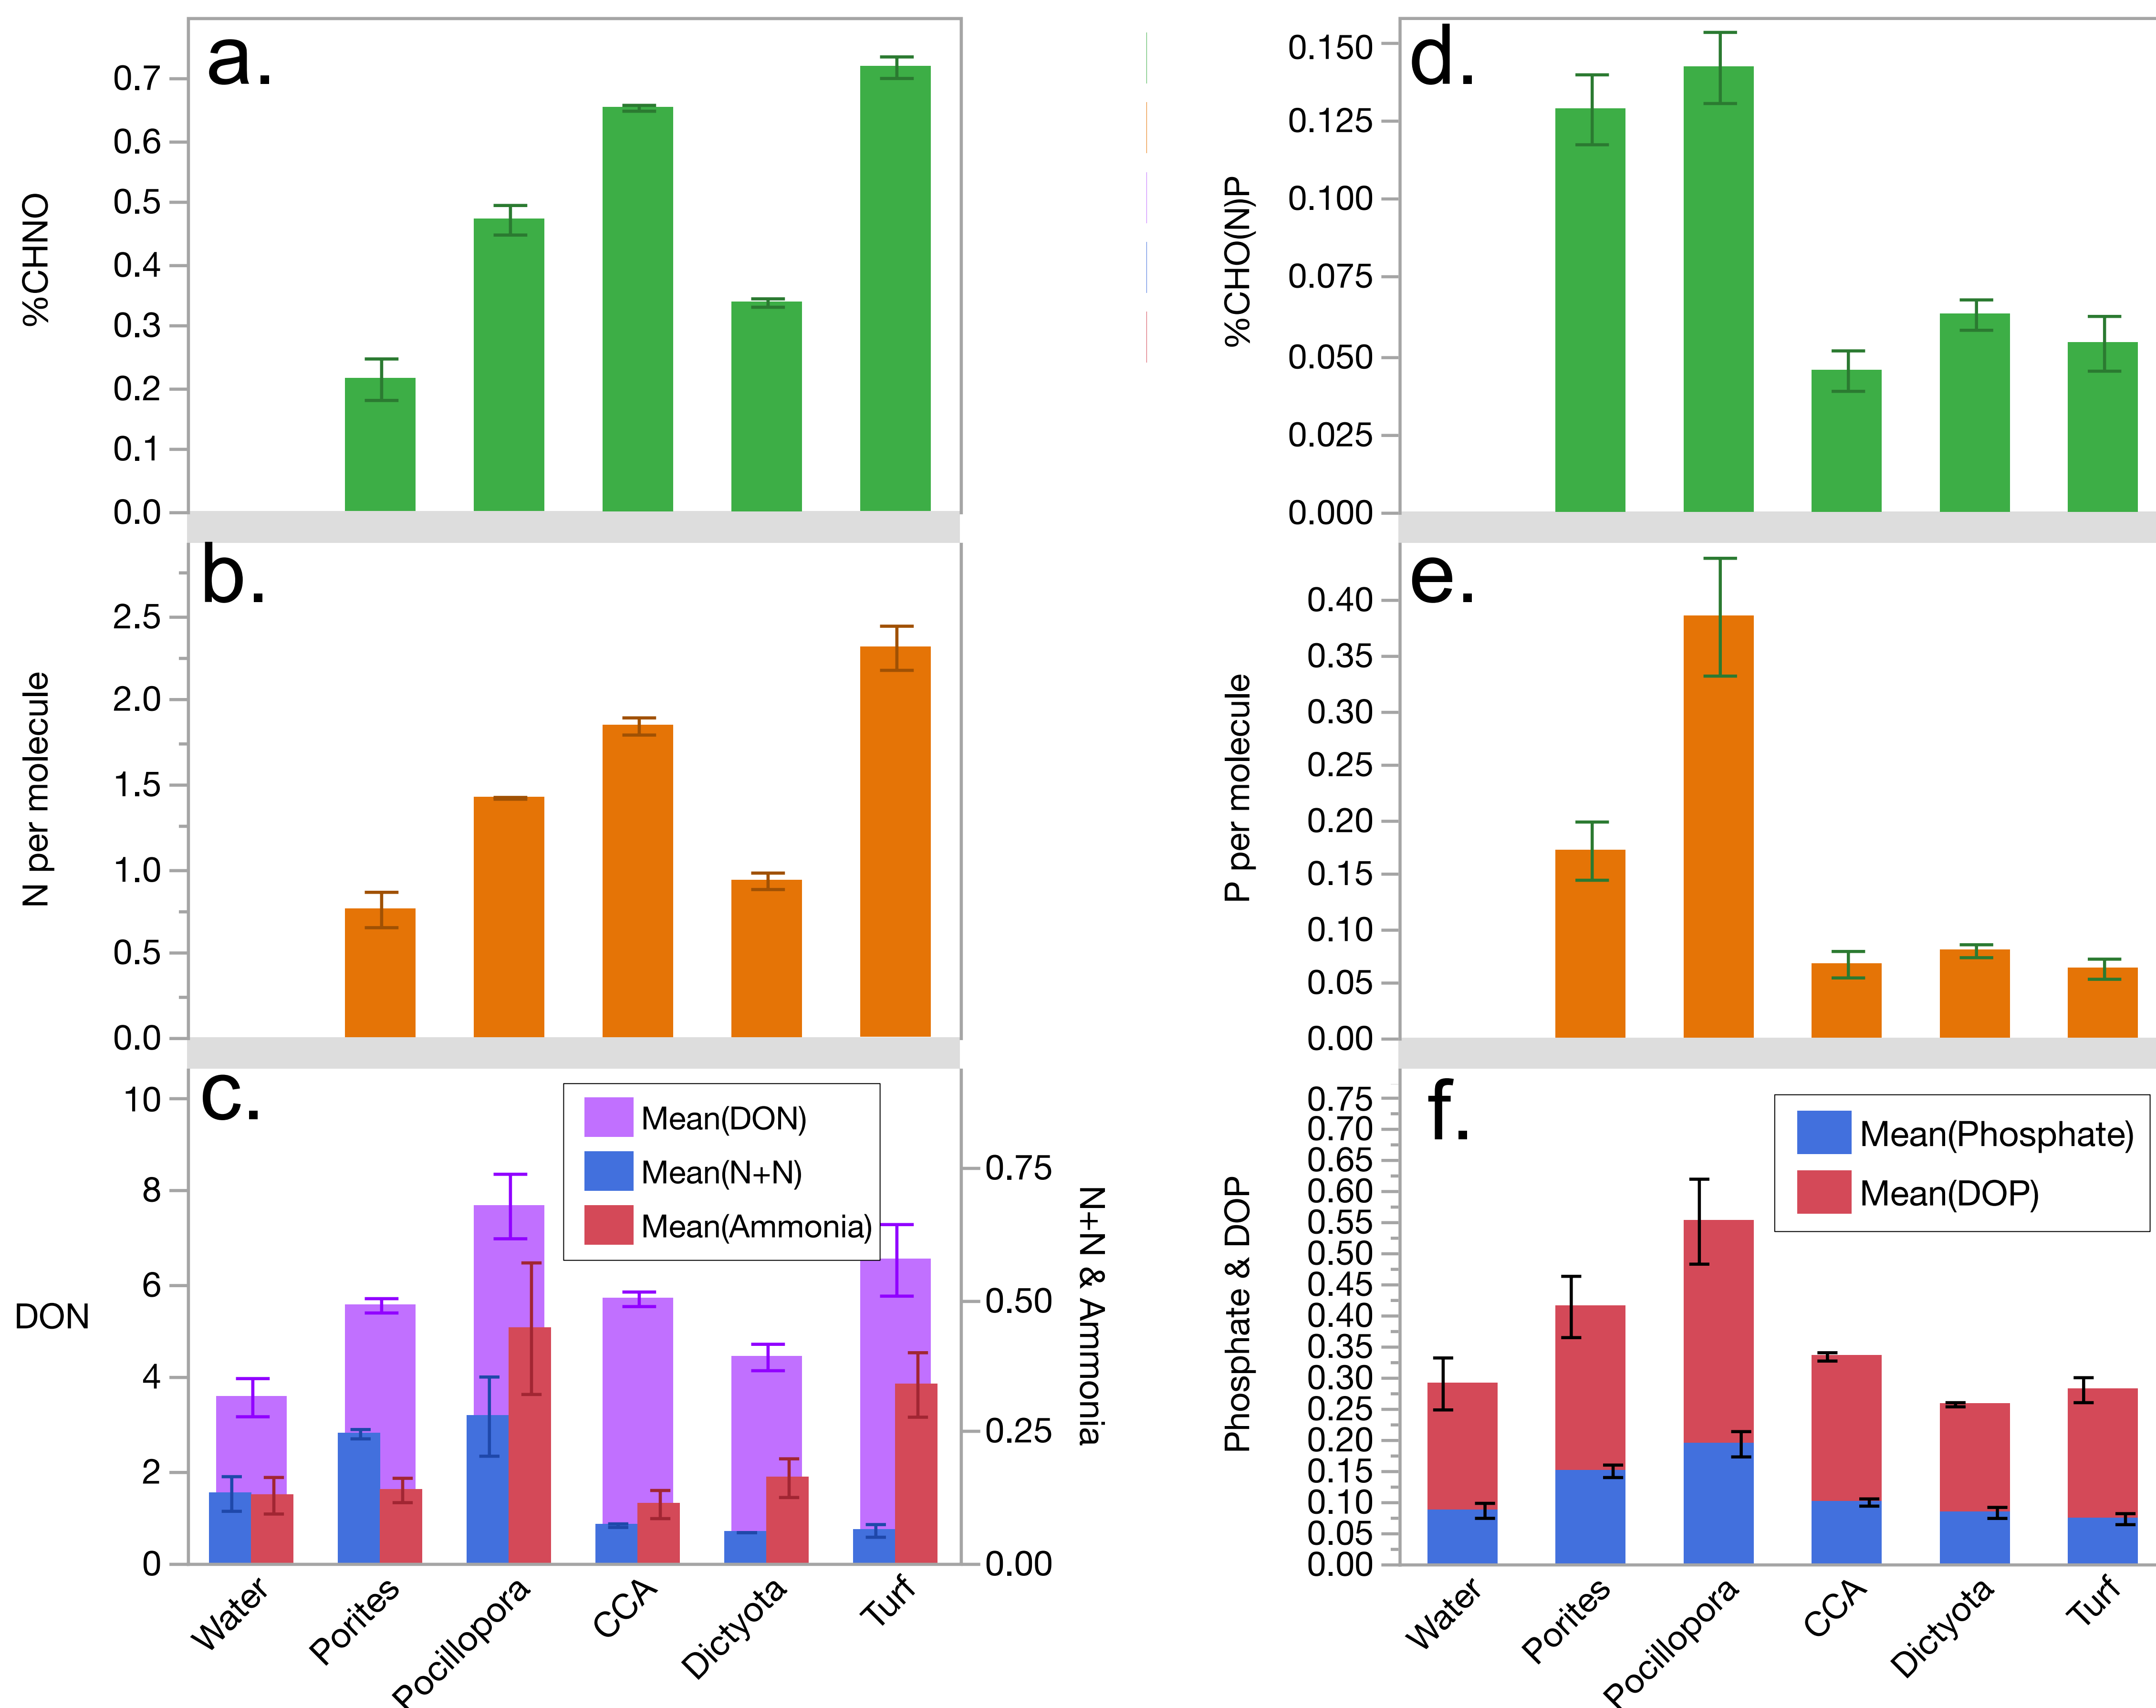 a.
%CHNO
0.7
0.6
0.5
0.4
0.3
0.2
0.1
0.0
b.
N per molecule
2.5
2.0
1.5
1.0
0.5
0.0
c.
DON
10
8
6
4
2
0
Mean(DON)
Mean(N+N)
Mean(Ammonia)
0.75
0.50
0.25
0.00
N+N & Ammonia
Water
Porites
Pocillopora
CCA
Dictyota
Turf
d.
%CHO(N)P
0.150
0.125
0.100
0.075
0.050
0.025
0.000
e.
P per molecule
0.40
0.35
0.30
0.25
0.20
0.15
0.10
0.05
0.00
f.
Phosphate & DOP
0.75
0.70
0.65
0.60
0.55
0.50
0.45
0.40
0.35
0.30
0.25
0.20
0.15
0.10
0.05
0.00
Mean(Phosphate)
Mean(DOP)
Water
Porites
Pocillopora
CCA
Dictyota
Turf